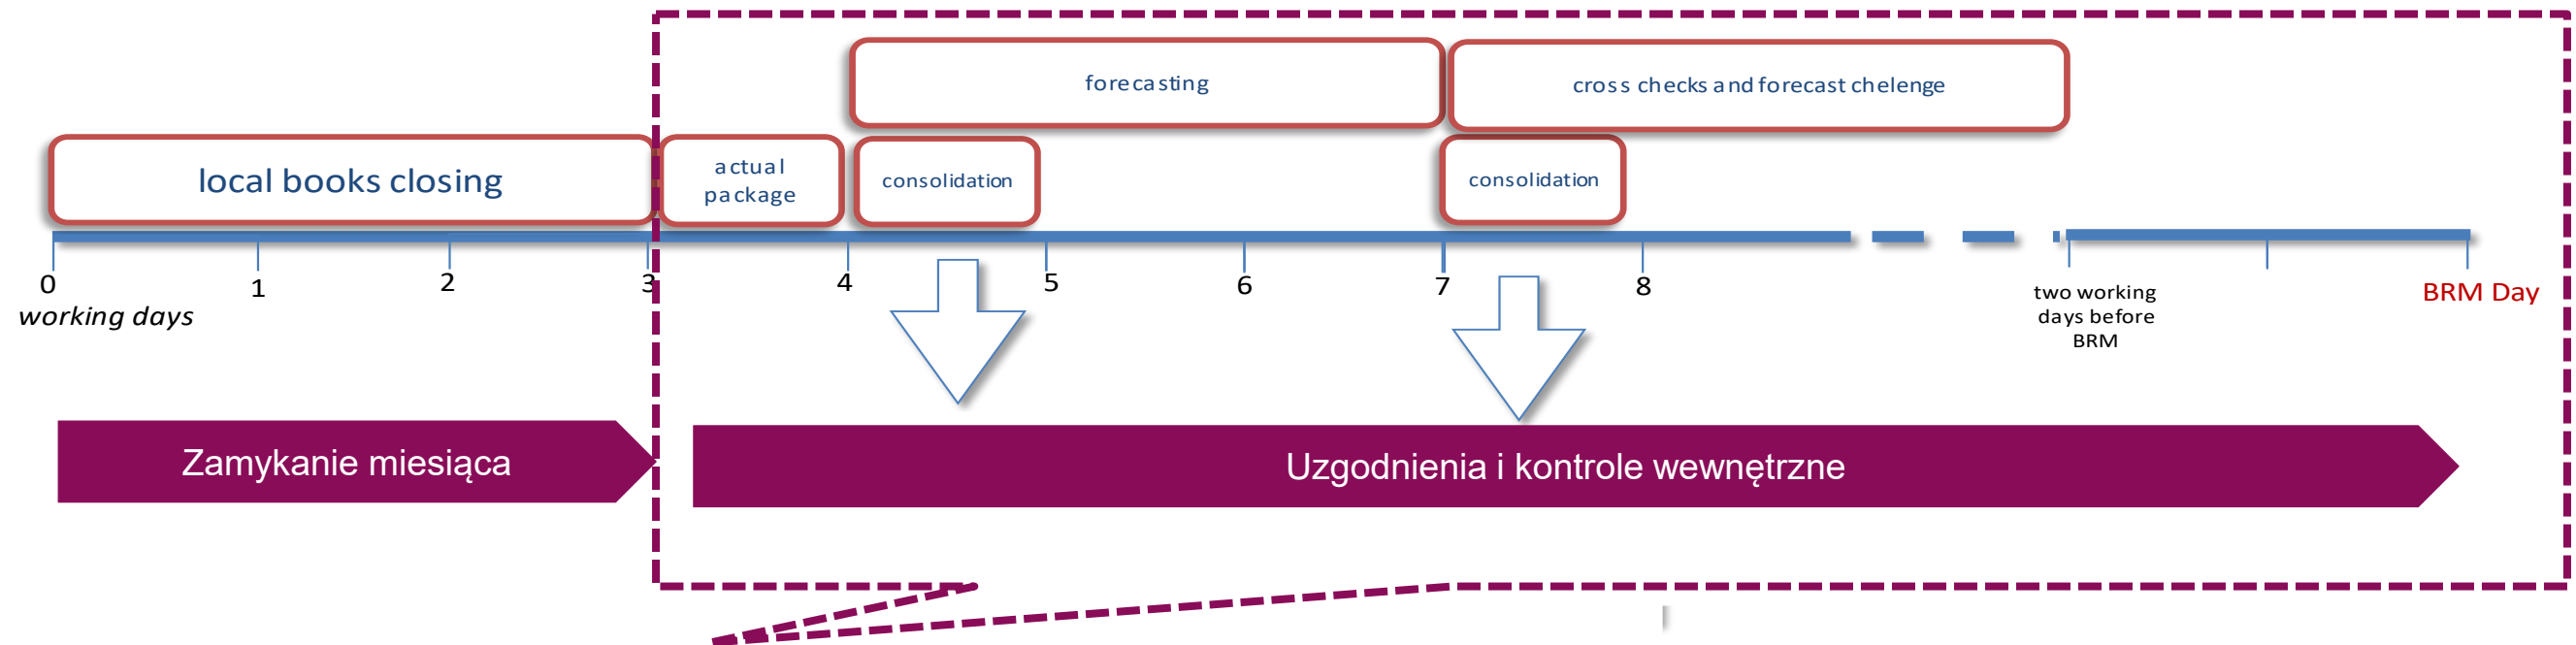 forecasting
cross checks and forecast chelenge
local books closing
actual
package
consolidation
consolidation
0
1
2
3
4
5
6
7
8
working days
two working
days before
BRM
BRM Day
Zamykanie miesiąca
Uzgodnienia i kontrole wewnętrzne